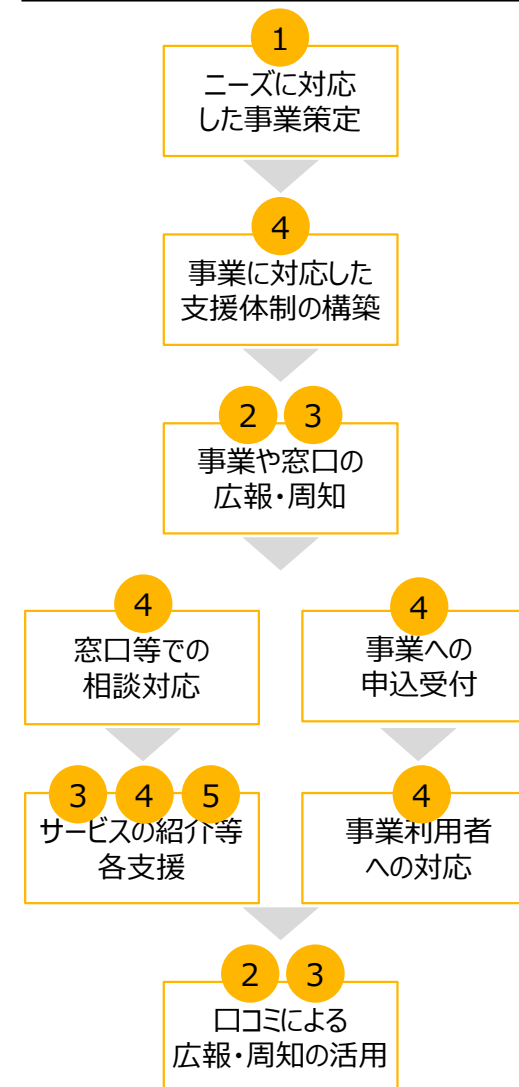 1
ニーズに対応
した事業策定
4
事業に対応した
支援体制の構築
2 3
事業や窓口の
広報・周知
4
窓口等での
相談対応
4
事業への
申込受付
3 4 5
サービスの紹介等
各支援
4
事業利用者
への対応
2 3
口コミによる
広報・周知の活用